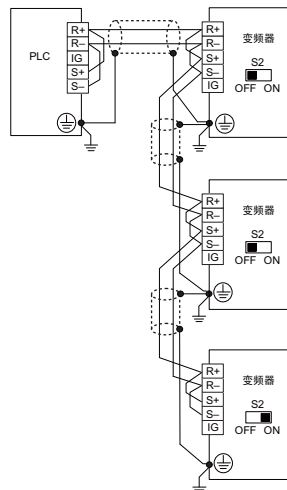 PLC
R+
R–
IG
S+
S–
R+
R–
S+
S–
IG
变频器
S2
OFF ON
R+
R–
S+
S–
IG
变频器
S2
OFF ON
R+
R–
S+
S–
IG
变频器
S2
OFF ON